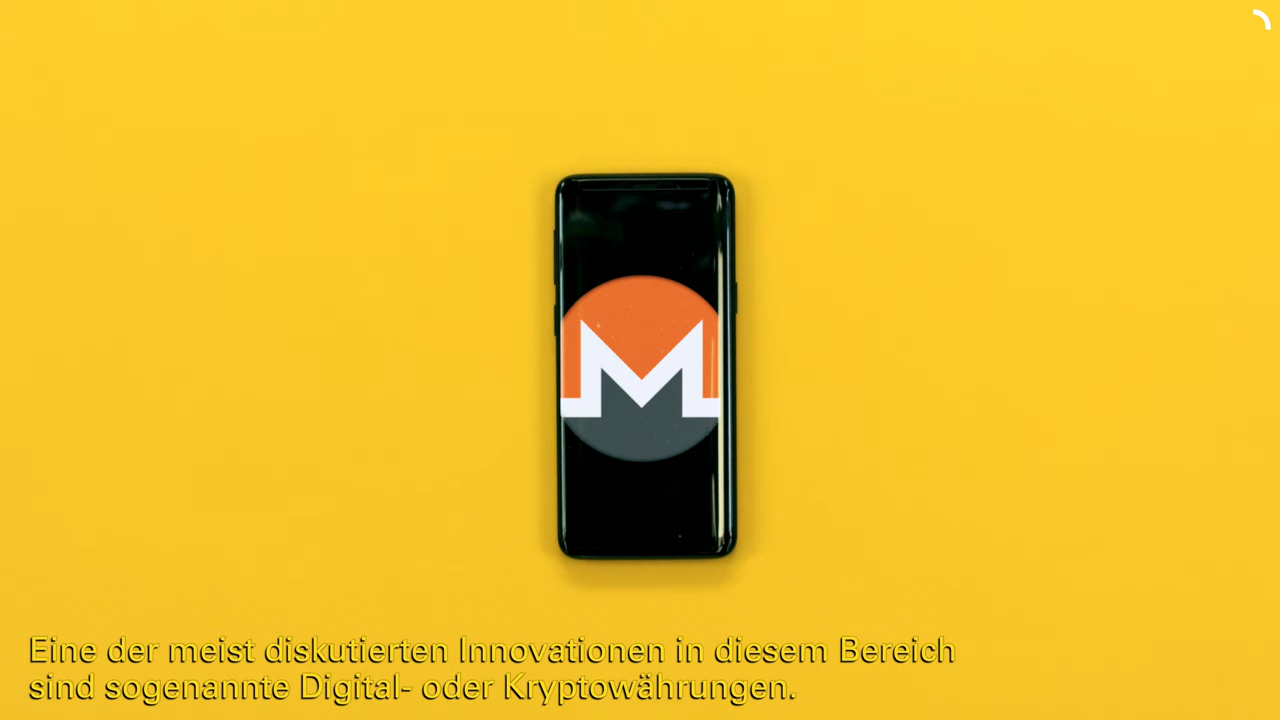 Eine der meist diskutierten Innovationen in diesem Bereich
sind sogenannte Digital- oder Kryptowährungen.